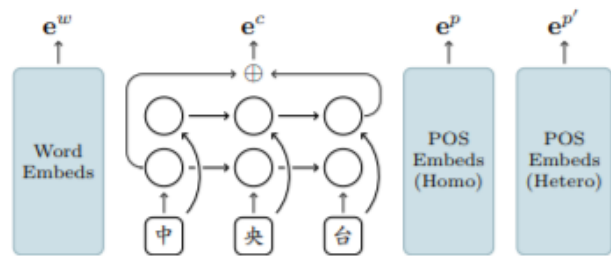 e^w
e^c
e^p
e^p′
Word
Embeds
⊕
中
央
台
POS
Embeds
(Homo)
POS
Embeds
(Hetero)